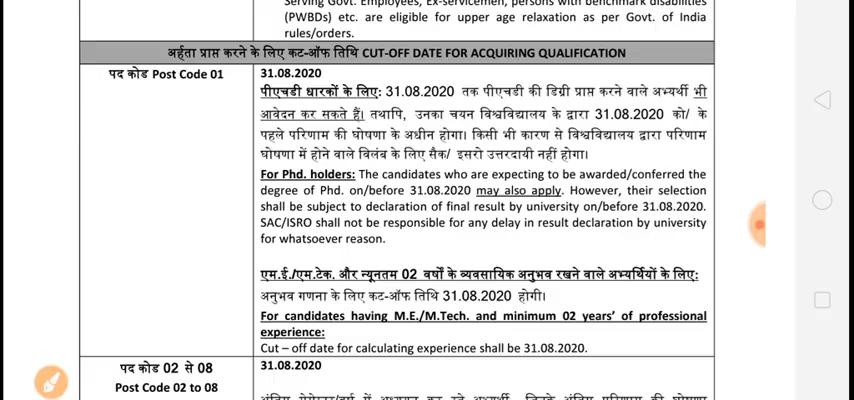 Serving Govt. Employees, Ex-servicemen, persons with benchmark disabilities
(PWBDs) etc. are eligible for upper age relaxation as per Govt. of India
rules/orders.
अर्हता प्राप्त करने के लिए कट-ऑफ तिथि CUT-OFF DATE FOR ACQUIRING QUALIFICATION
पद कोड Post Code 01
31.08.2020
पीएचडी धारकों के लिए: 31.08.2020 तक पीएचडी की डिग्री प्राप्त करने वाले अभ्यर्थी भी
आवेदन कर सकते हैं। तथापि, उनका चयन विश्वविद्यालय के द्वारा 31.08.2020 को/ के
पहले परिणाम की घोषणा के अधीन होगा। किसी भी कारण से विश्वविद्यालय द्वारा परिणाम
घोषणा में होने वाले विलंब के लिए सैक/ इसरो उत्तरदायी नहीं होगा।
For Phd. holders: The candidates who are expecting to be awarded/conferred the
degree of Phd. on/before 31.08.2020 may also apply. However, their selection
shall be subject to declaration of final result by university on/before 31.08.2020.
SAC/ISRO shall not be responsible for any delay in result declaration by university
for whatsoever reason.
एम.ई./एम.टेक. और न्यूनतम 02 वर्षों के व्यवसायिक अनुभव रखने वाले अभ्यर्थियों के लिए:
अनुभव गणना के लिए कट-ऑफ तिथि 31.08.2020 होगी।
For candidates having M.E./M.Tech. and minimum 02 years' of professional
experience:
Cut – off date for calculating experience shall be 31.08.2020.
पद कोड 02 से 08
Post Code 02 to 08
31.08.2020